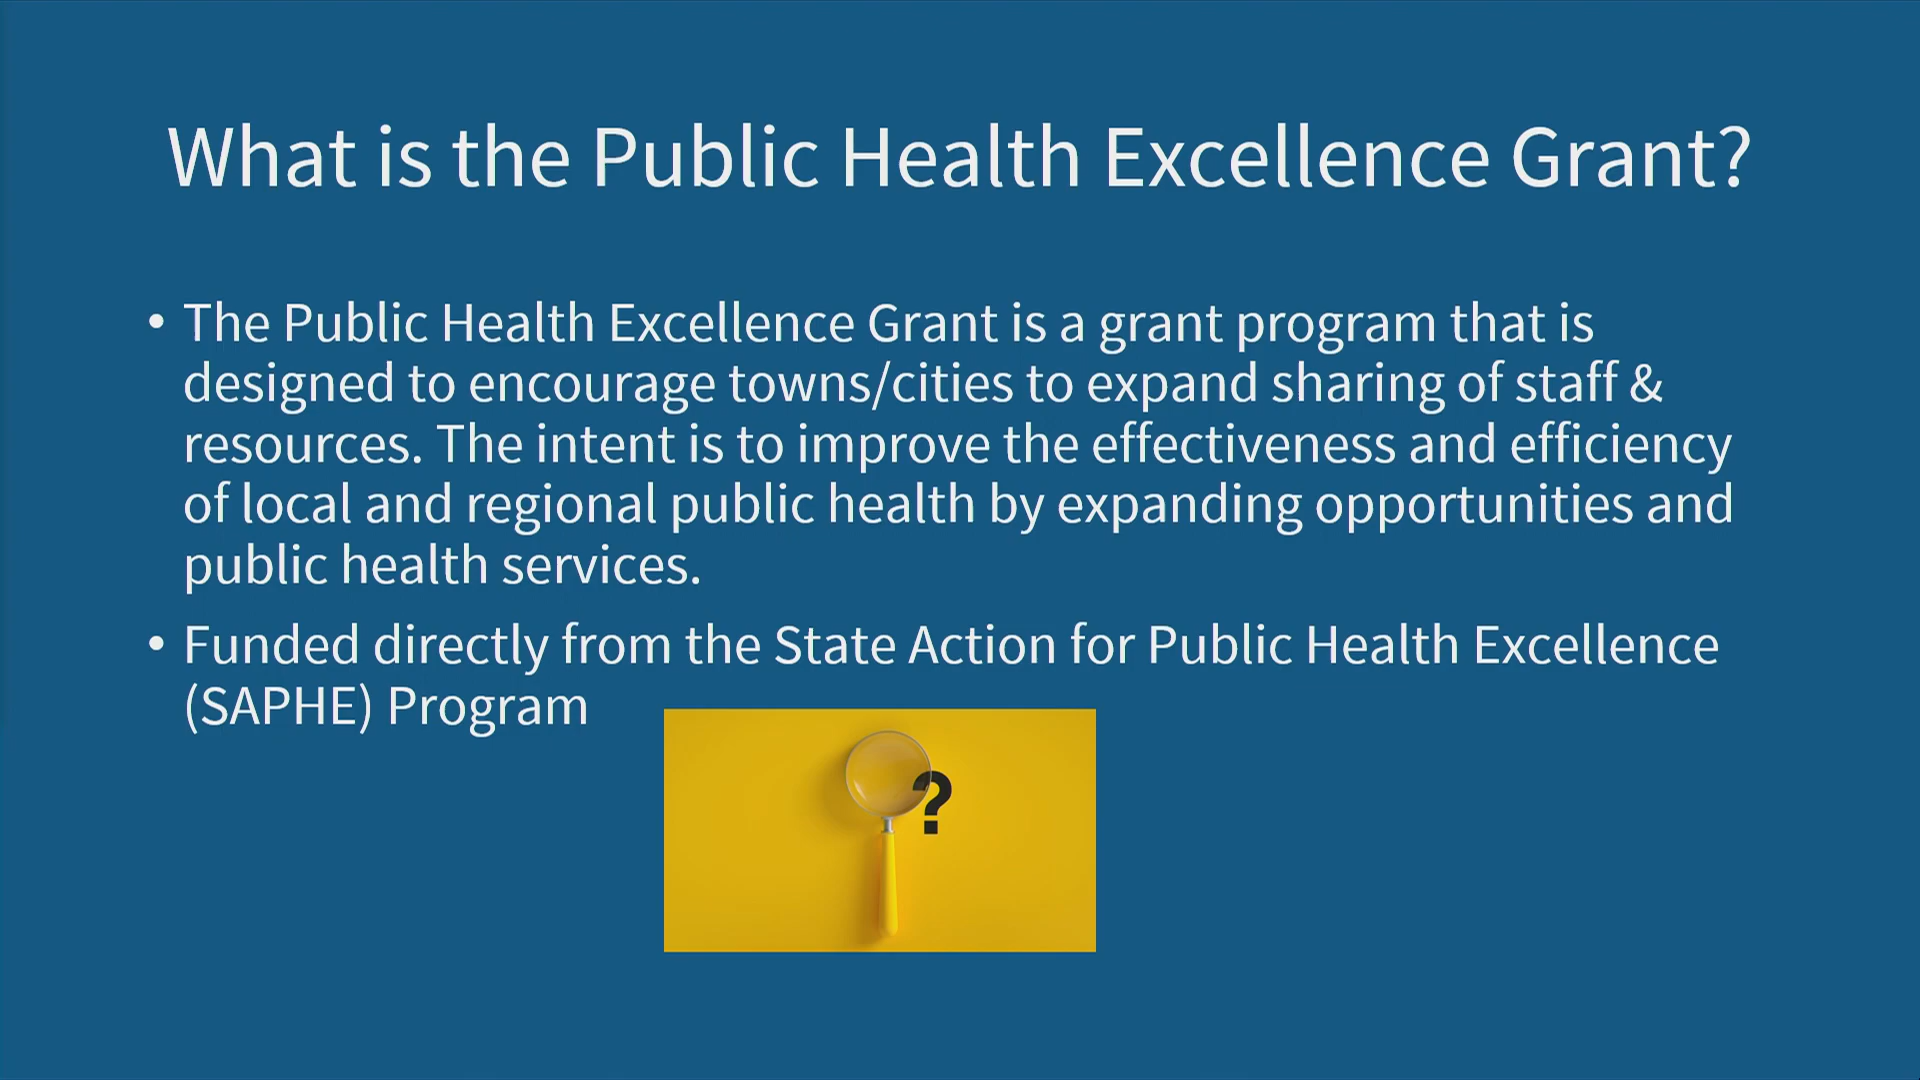 What is the Public Health Excellence Grant?
• The Public Health Excellence Grant is a grant program that is
designed to encourage towns/cities to expand sharing of staff &
resources. The intent is to improve the effectiveness and efficiency
of local and regional public health by expanding opportunities and
public health services.
• Funded directly from the State Action for Public Health Excellence
(SAPHE) Program
?